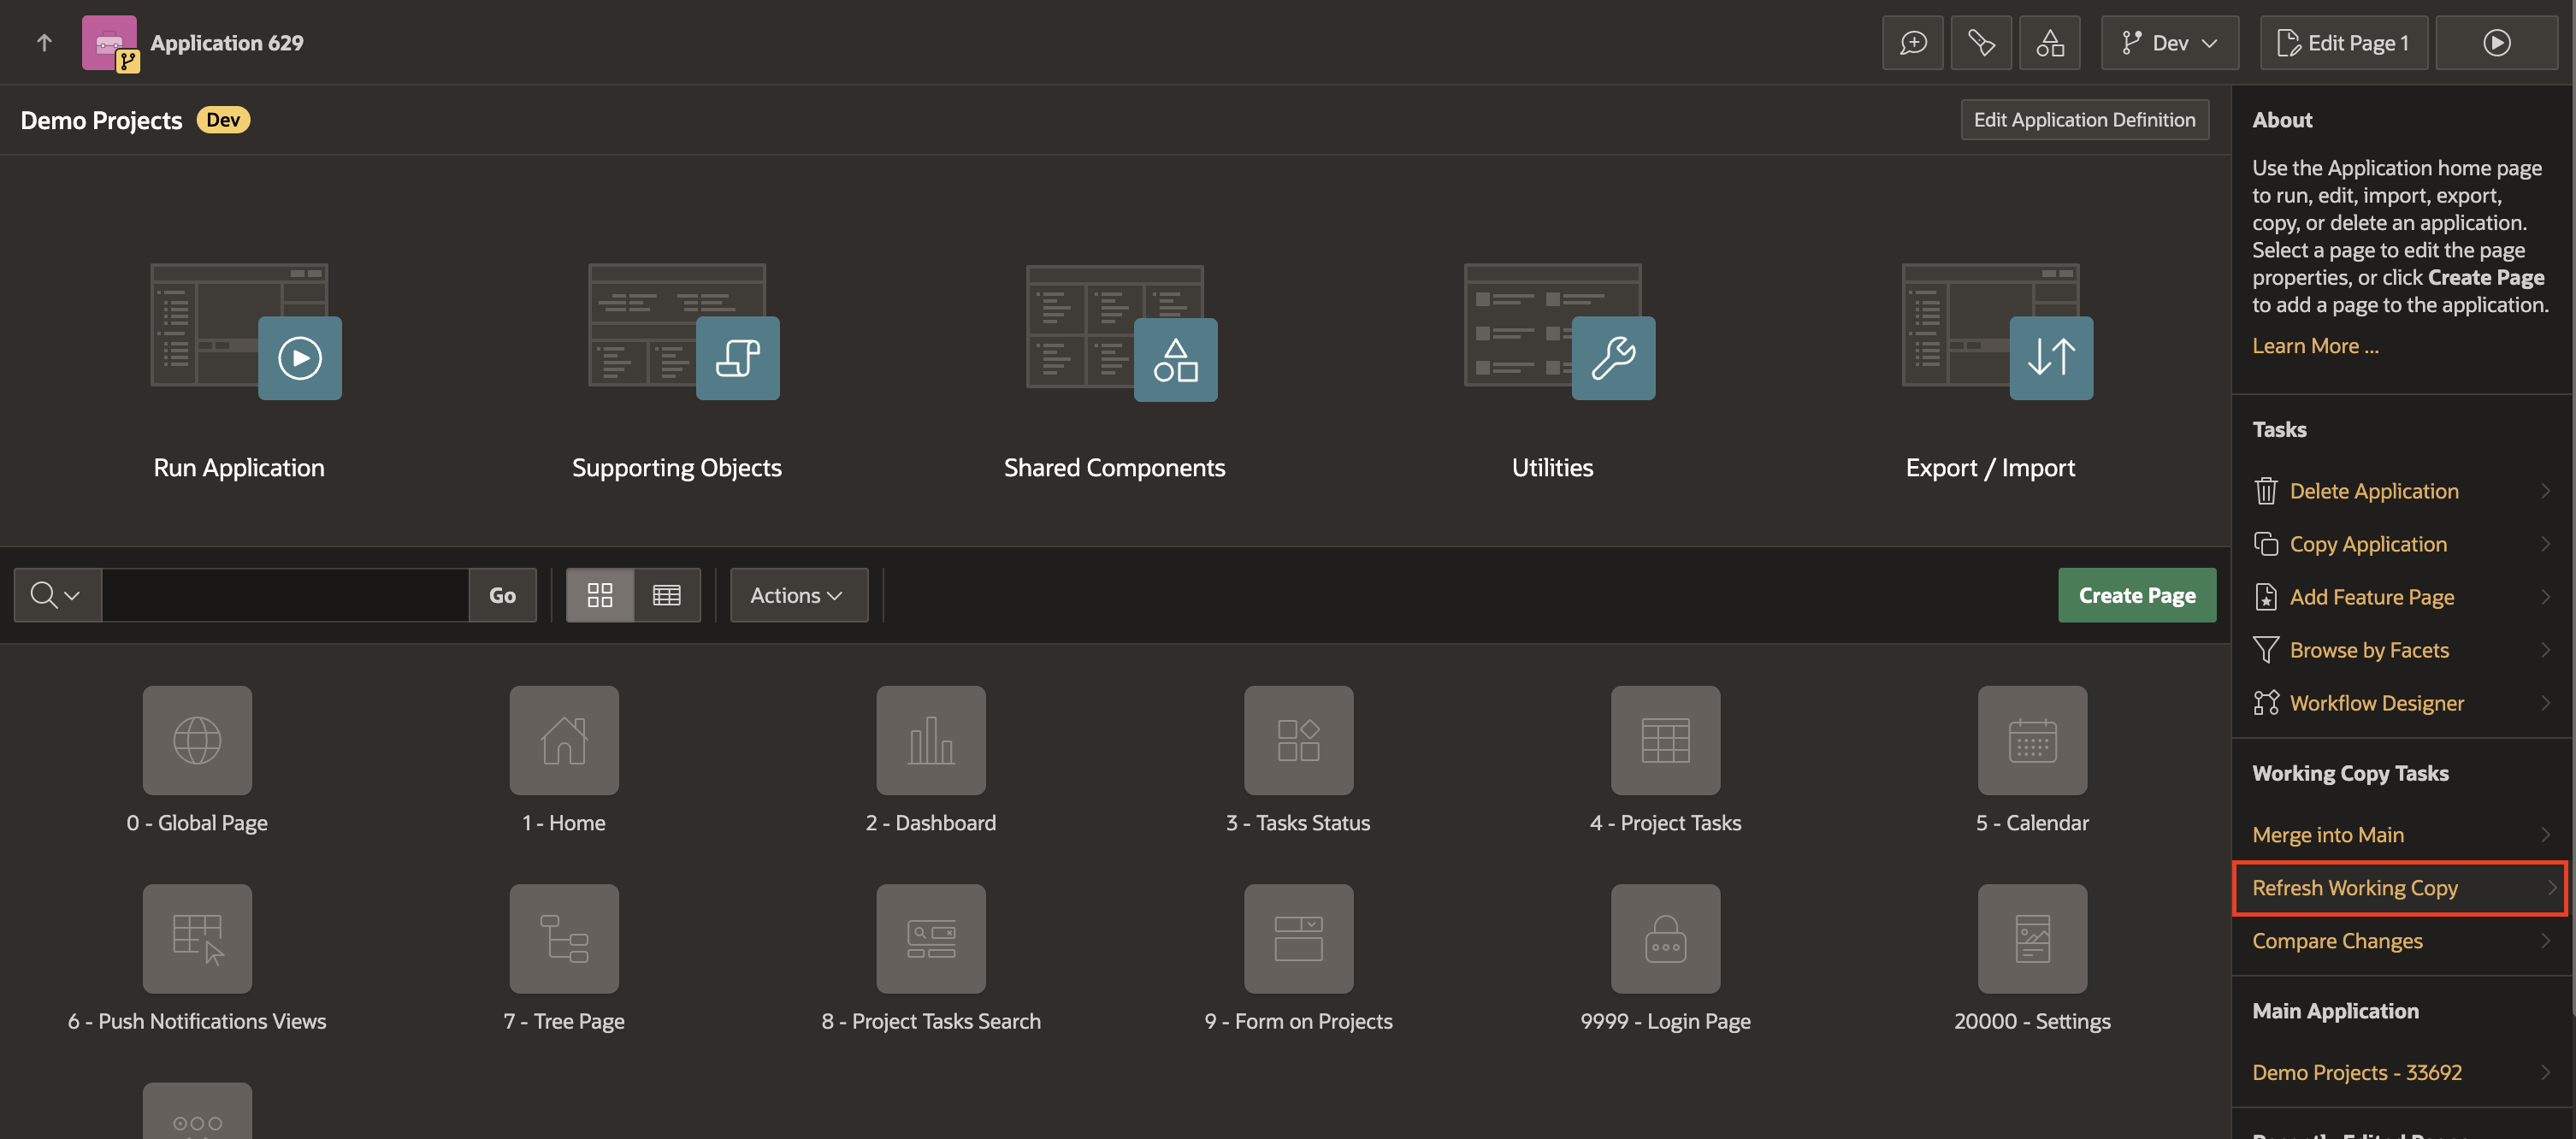 Application 629
Dev
Edit Page 1
Demo Projects
Dev
Edit Application Definition
Run Application
Supporting Objects
Shared Components
Utilities
Export / Import
Go
Actions
Create Page
0 - Global Page
1 - Home
2 - Dashboard
3 - Tasks Status
4 - Project Tasks
5 - Calendar
6 - Push Notifications Views
7 - Tree Page
8 - Project Tasks Search
9 - Form on Projects
9999 - Login Page
20000 - Settings
About
Use the Application home page
to run, edit, import, export,
copy, or delete an application.
Select a page to edit the page
properties, or click Create Page
to add a page to the application.
Learn More ...
Tasks
Delete Application
Copy Application
Add Feature Page
Browse by Facets
Workflow Designer
Working Copy Tasks
Merge into Main
Refresh Working Copy
Compare Changes
Main Application
Demo Projects - 33692